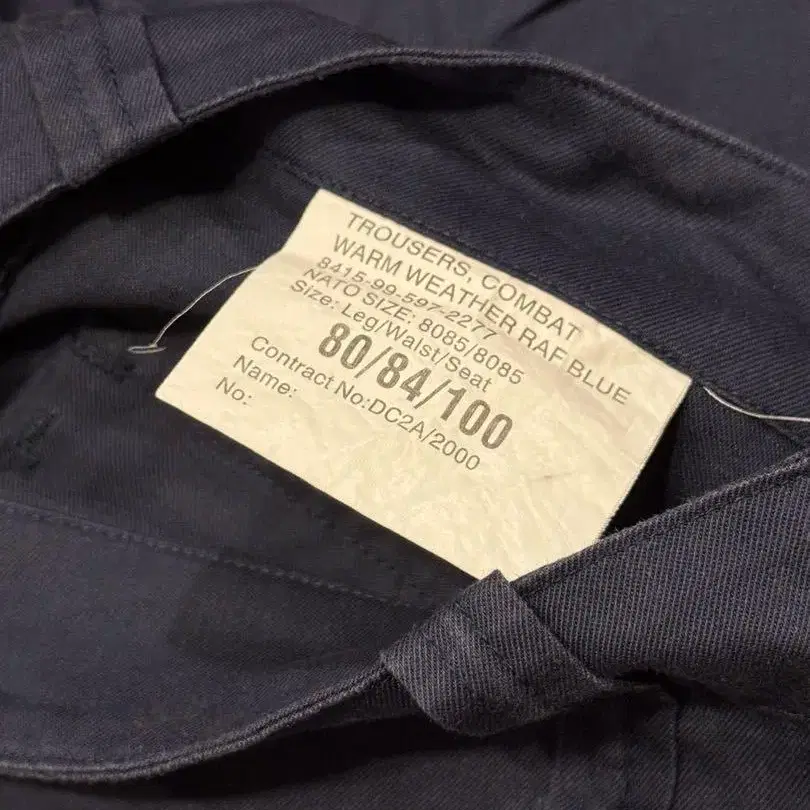 TROUSERS, COMBAT
WARM WEATHER RAF BLUE
8415-99-597-2277
NATO SIZE: 8085/8085
Size: Leg/Waist/Seat
80/84/100
Contract No:DC2A/2000
Name:
No: